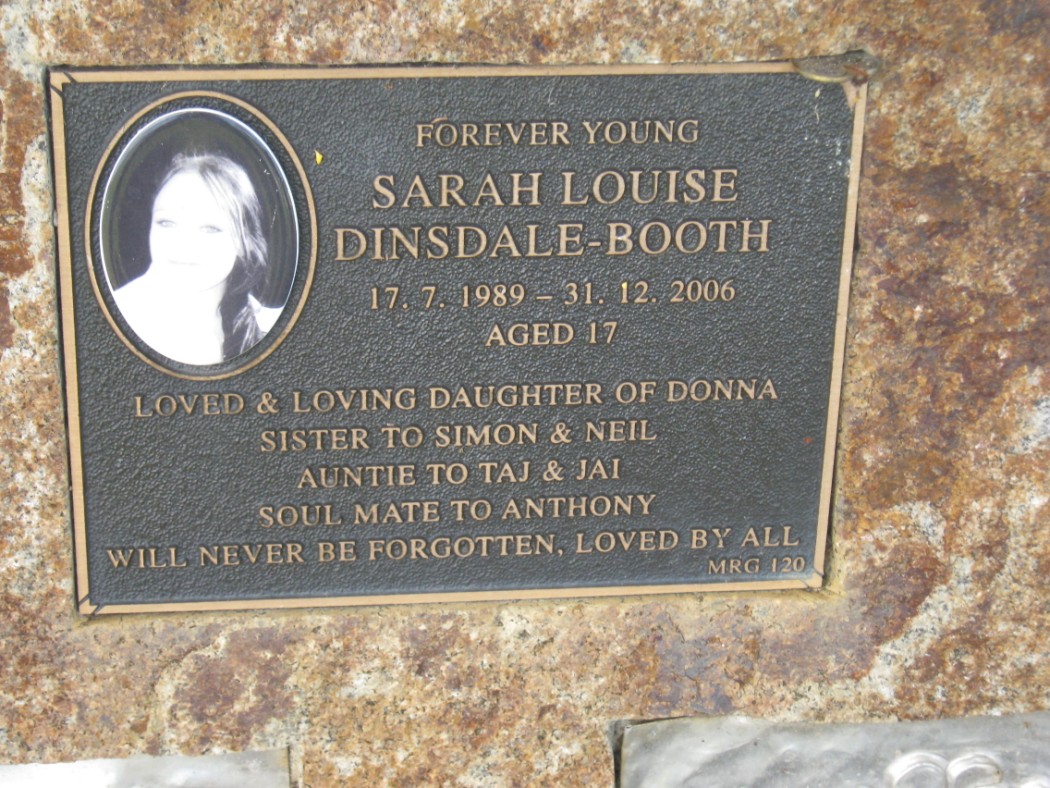 FOREVER YOUNG
SARAH LOUISE
DINSDALE-BOOTH
17. 7. 1989 – 31. 12. 2006
AGED 17
LOVED & LOVING DAUGHTER OF DONNA
SISTER TO SIMON & NEIL
AUNTIE TO TAJ & JAI
SOUL MATE TO ANTHONY
WILL NEVER BE FORGOTTEN, LOVED BY ALL
MRG 120